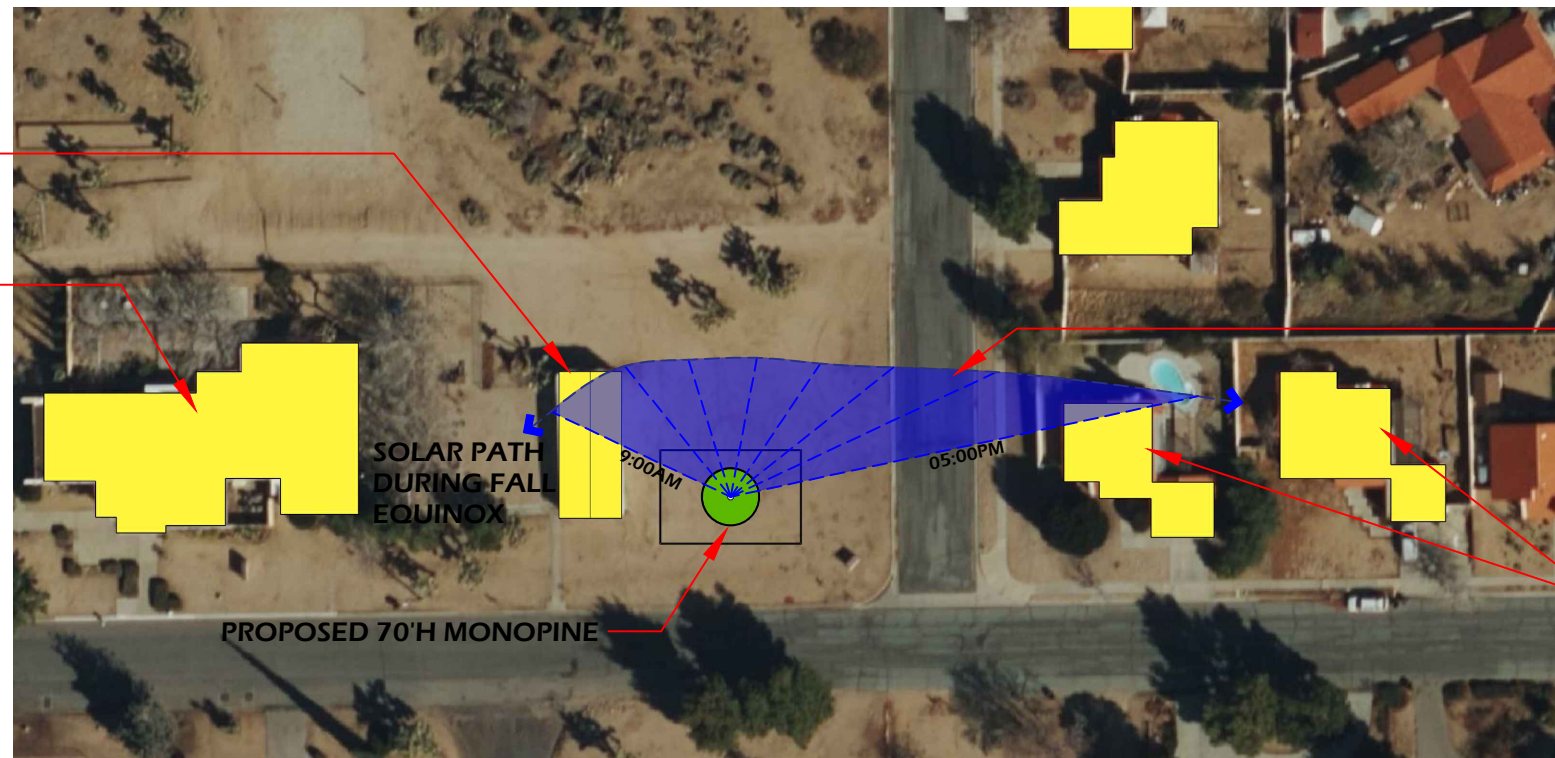 SOLAR PATH
DURING FALL
EQUINOX
9:00AM
05:00PM
PROPOSED 70'H MONOPINE